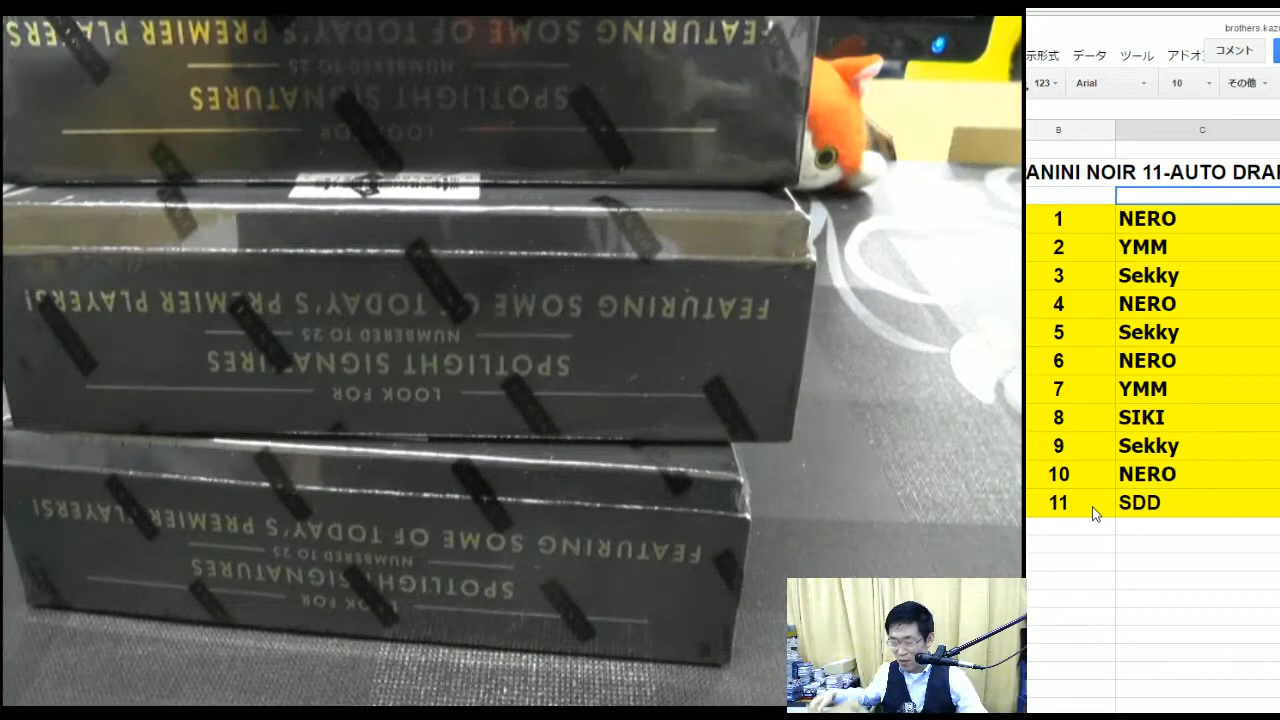 FEATURING SOME OF TODAY'S PREMIER PLAYERS
NUMBERED TO 25
SPOTLIGHT SIGNATURES
LOOK FOR
FEATURING SOME OF TODAY'S PREMIER PLAYERS!
NUMBERED TO 25
SPOTLIGHT SIGNATURES
LOOK FOR
FEATURING SOME OF TODAY'S PREMIER PLAYERS!
NUMBERED TO 25
SPOTLIGHT SIGNATURES
LOOK FOR
brothers.kaz
示形式 データ ツール アドオ コメント
123 Arial 10 その他
B C
ANINI NOIR 11-AUTO DRA
1 NERO
2 YMM
3 Sekky
4 NERO
5 Sekky
6 NERO
7 YMM
8 SIKI
9 Sekky
10 NERO
11 SDD